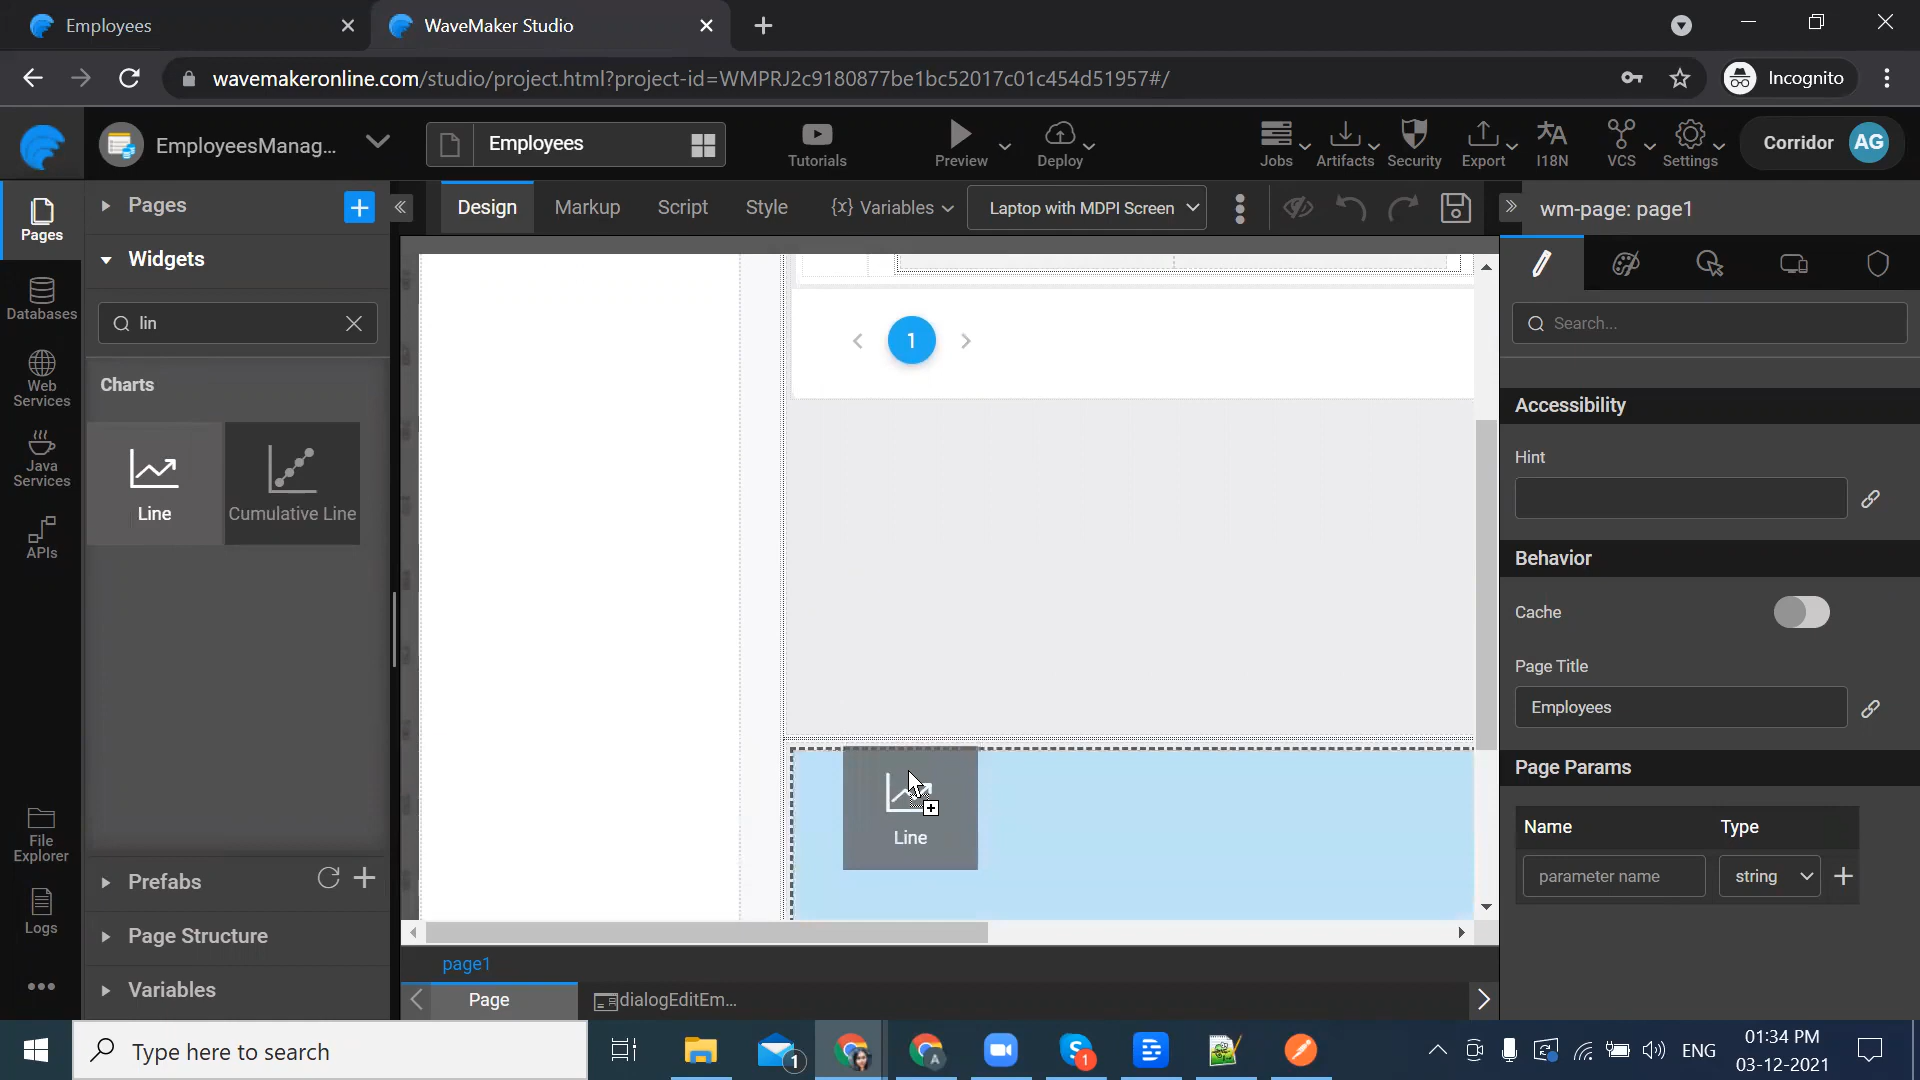 Employees
WaveMaker Studio
wavemakeronline.com/studio/project.html?project-id=WMPRJ2c9180877be1bc52017c01c454d51957#/
Incognito
EmployeesManag...
Employees
Tutorials
Preview
Deploy
Jobs
Artifacts
Security
Export
I18N
VCS
Settings
Corridor
AG
Pages
Databases
Web
Services
Java
Services
APIs
File
Explorer
Logs
Pages
Widgets
lin
Charts
Line
Cumulative Line
Prefabs
Page Structure
Variables
Design
Markup
Script
Style
{x} Variables
Laptop with MDPI Screen
1
Line
page1
Page
dialogEditEm...
wm-page: page1
Search...
Accessibility
Hint
Behavior
Cache
Page Title
Employees
Page Params
Name
Type
parameter name
string
Type here to search
1
A
S
1
ENG
01:34 PM
03-12-2021